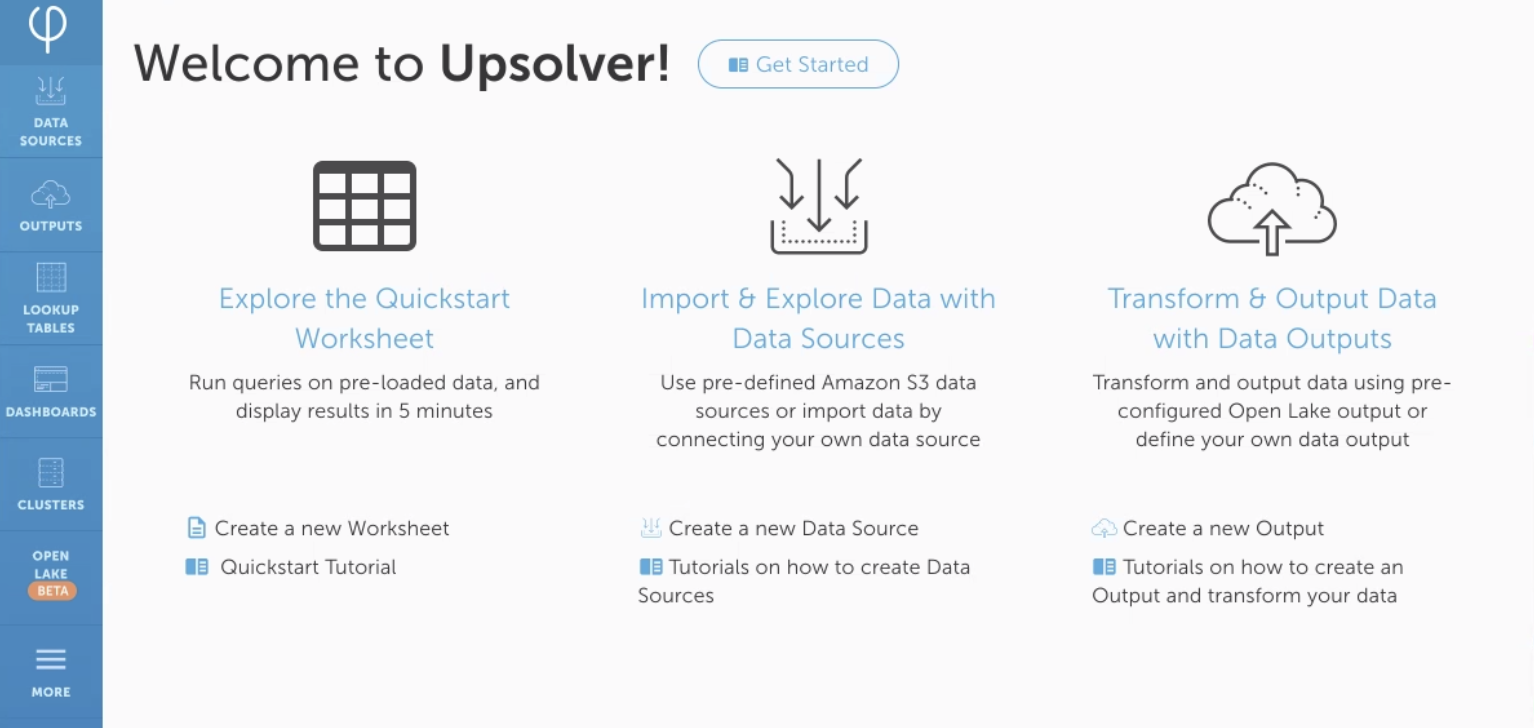 DATA
SOURCES
OUTPUTS
LOOKUP
TABLES
DASHBOARDS
CLUSTERS
OPEN
LAKE
BETA
MORE
Welcome to Upsolver!
Get Started
Explore the Quickstart
Worksheet
Run queries on pre-loaded data, and
display results in 5 minutes
Create a new Worksheet
Quickstart Tutorial
Import & Explore Data with
Data Sources
Use pre-defined Amazon S3 data
sources or import data by
connecting your own data source
Create a new Data Source
Tutorials on how to create Data
Sources
Transform & Output Data
with Data Outputs
Transform and output data using pre-
configured Open Lake output or
define your own data output
Create a new Output
Tutorials on how to create an
Output and transform your data